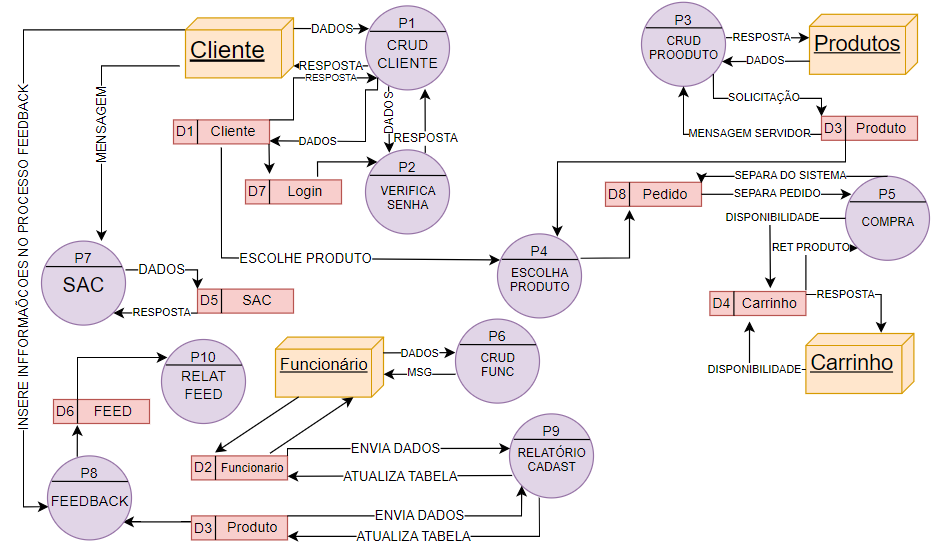 Cliente
DADOS
P1
CRUD
CLIENTE
RESPOSTA
RESPOSTA
P3
CRUD
PROODUTO
RESPOSTA
DADOS
Produtos
SOLICITAÇÃO
MENSAGEM SERVIDOR
D3
Produto
MENSAGEM
INSERE INFFORMAÃÇCOES NO PROCESSO FEEDBACK
D1
Cliente
DADOS
DADOS
RESPOSTA
D7
Login
P2
VERIFICA
SENHA
SEPARA DO SISTEMA
D8
Pedido
SEPARA PEDIDO
P5
COMPRA
DISPONIBILIDADE
RET PRODUTO
ESCOLHE PRODUTO
P4
ESCOLHA
PRODUTO
P7
SAC
DADOS
D5
SAC
RESPOSTA
D4
Carrinho
RESPOSTA
DISPONIBILIDADE
Carrinho
P10
RELAT
FEED
Funcionário
DADOS
MSG
P6
CRUD
FUNC
D6
FEED
P8
FEEDBACK
D2
Funcionario
ENVIA DADOS
ATUALIZA TABELA
P9
RELATÓRIO
CADAST
D3
Produto
ENVIA DADOS
ATUALIZA TABELA